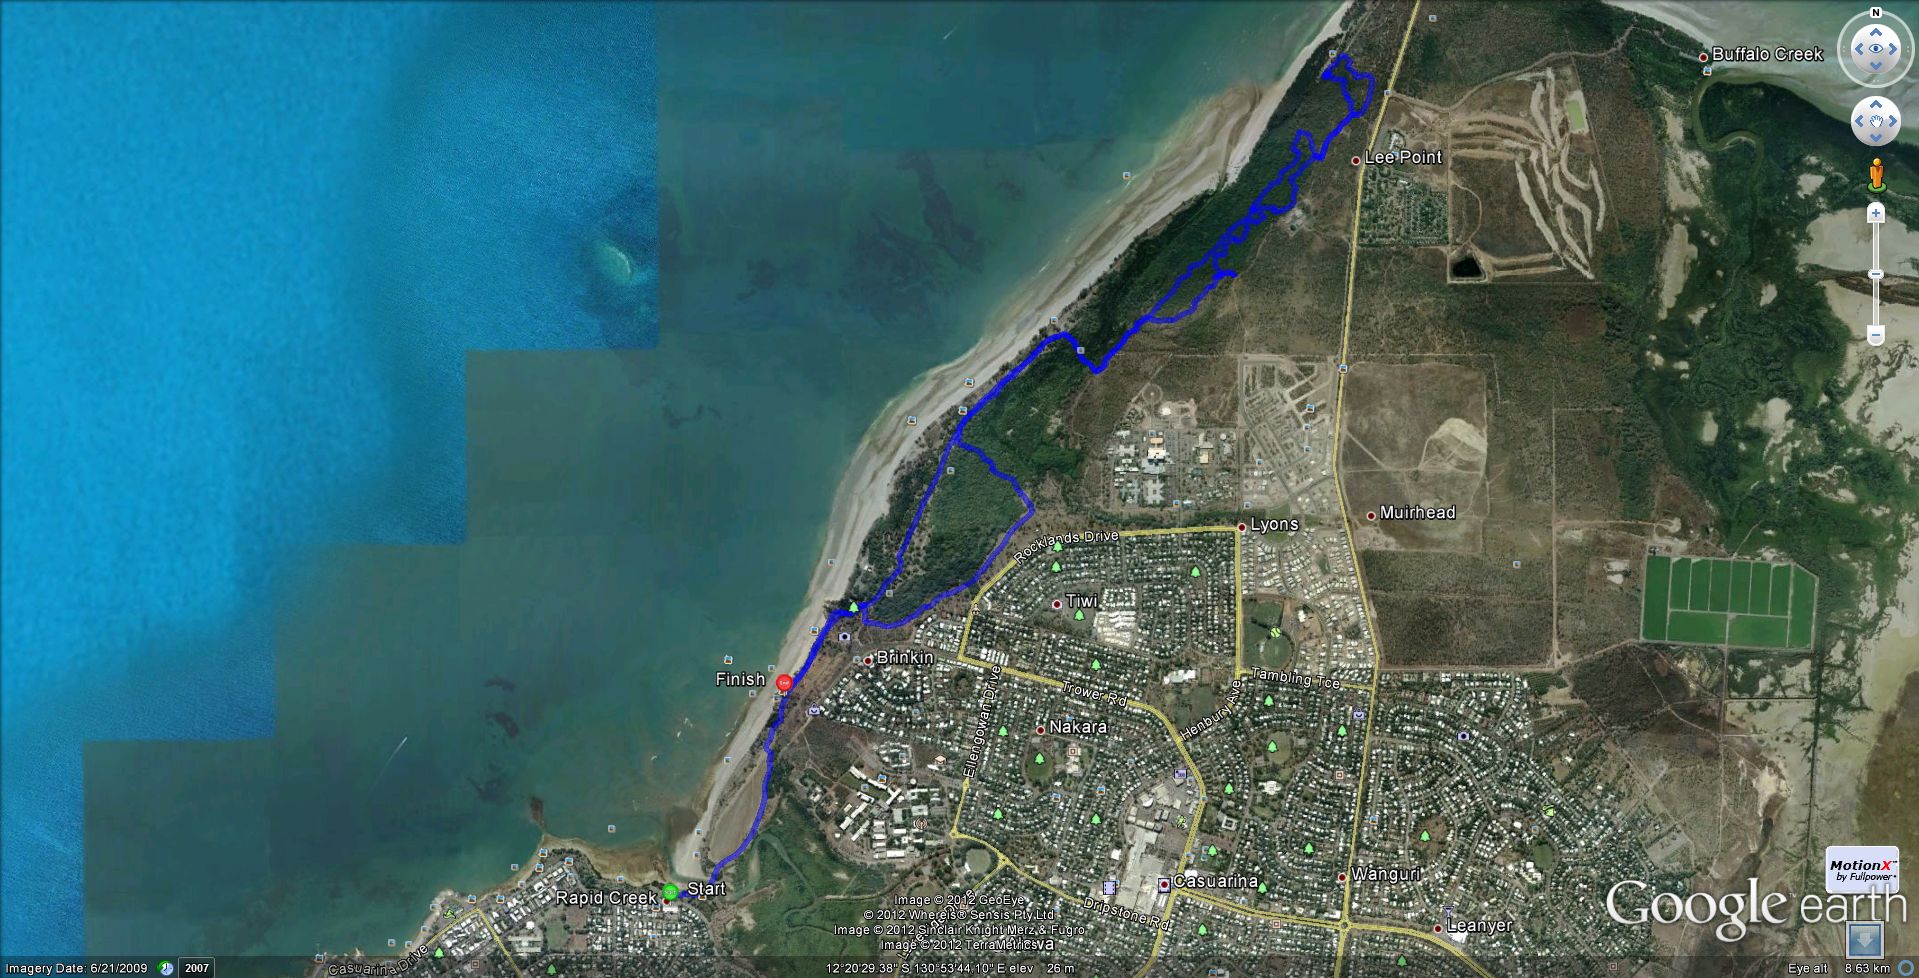 N
Buffalo Creek
Lee Point
Lyons
Muirhead
Rocklands Drive
Tiwi
Brinkin
Finish
Tambling Tce
Trower Rd
Henbury Ave
Ellengowan Drive
Nakara
Casuarina
Wanguri
Leanyer
Dripstone Rd
Rapid Creek
Start
Casuarina Drive
Image © 2012 GeoEye
© 2012 Whereis® Sensis Pty Ltd
Image © 2012 Sinclair Knight Merz & Fugro
Image © 2012 TerraMetrics
MotionX™
by Fullpower
Google earth
Imagery Date: 6/21/2009
2007
12°20'29.38" S 130°53'44.10" E elev 26 m
Eye alt 8.63 km